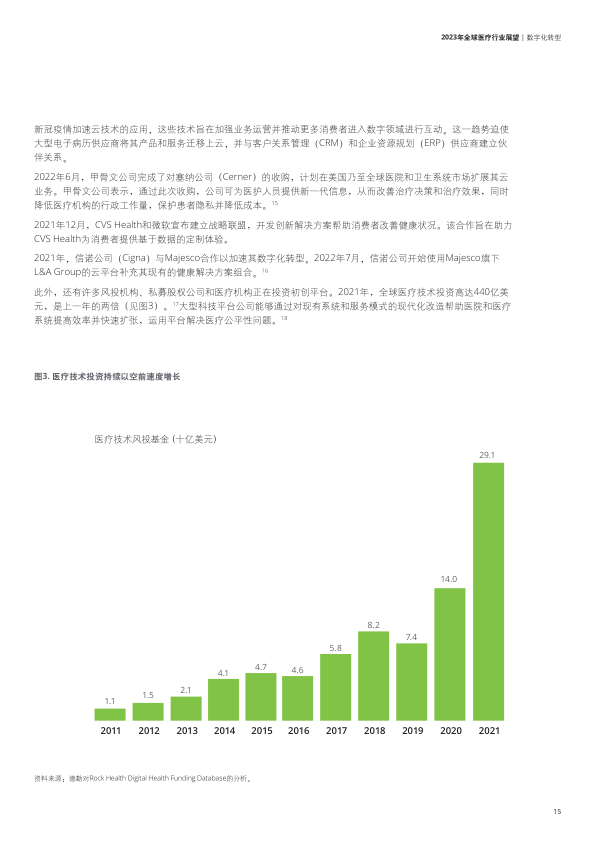 2023年全球医疗行业展望 | 数字化转型
新冠疫情加速云技术的应用，这些技术旨在加强业务运营并推动更多消费者进入数字领域进行互动。这一趋势迫使
大型电子病历供应商将其产品和服务迁移上云，并与客户关系管理（CRM）和企业资源规划（ERP）供应商建立伙
伴关系。
2022年6月，甲骨文公司完成了对塞纳公司（Cerner）的收购，计划在美国乃至全球医院和卫生系统市场扩展其云
业务。甲骨文公司表示，通过此次收购，公司可为医护人员提供新一代信息，从而改善治疗决策和治疗效果，同时
降低医疗机构的行政工作量，保护患者隐私并降低成本。15
2021年12月，CVS Health和微软宣布建立战略联盟，开发创新解决方案帮助消费者改善健康状况。该合作旨在助力
CVS Health为消费者提供基于数据的定制体验。
2021年，信诺公司（Cigna）与Majesco合作以加速其数字化转型。2022年7月，信诺公司开始使用Majesco旗下
L&A Group的云平台补充其现有的健康解决方案组合。16
此外，还有许多风投机构、私募股权公司和医疗机构正在投资初创平台。2021年，全球医疗技术投资高达440亿美
元，是上一年的两倍（见图3）。17大型科技平台公司能够通过对现有系统和服务模式的现代化改造帮助医院和医疗
系统提高效率并快速扩张，运用平台解决医疗公平性问题。18
图3. 医疗技术投资持续以空前速度增长
医疗技术风投基金 (十亿美元)
29.1
14.0
8.2
7.4
5.8
4.7
4.6
4.1
2.1
1.5
1.1
2011 2012 2013 2014 2015 2016 2017 2018 2019 2020 2021
资料来源：德勤对Rock Health Digital Health Funding Database的分析。
15